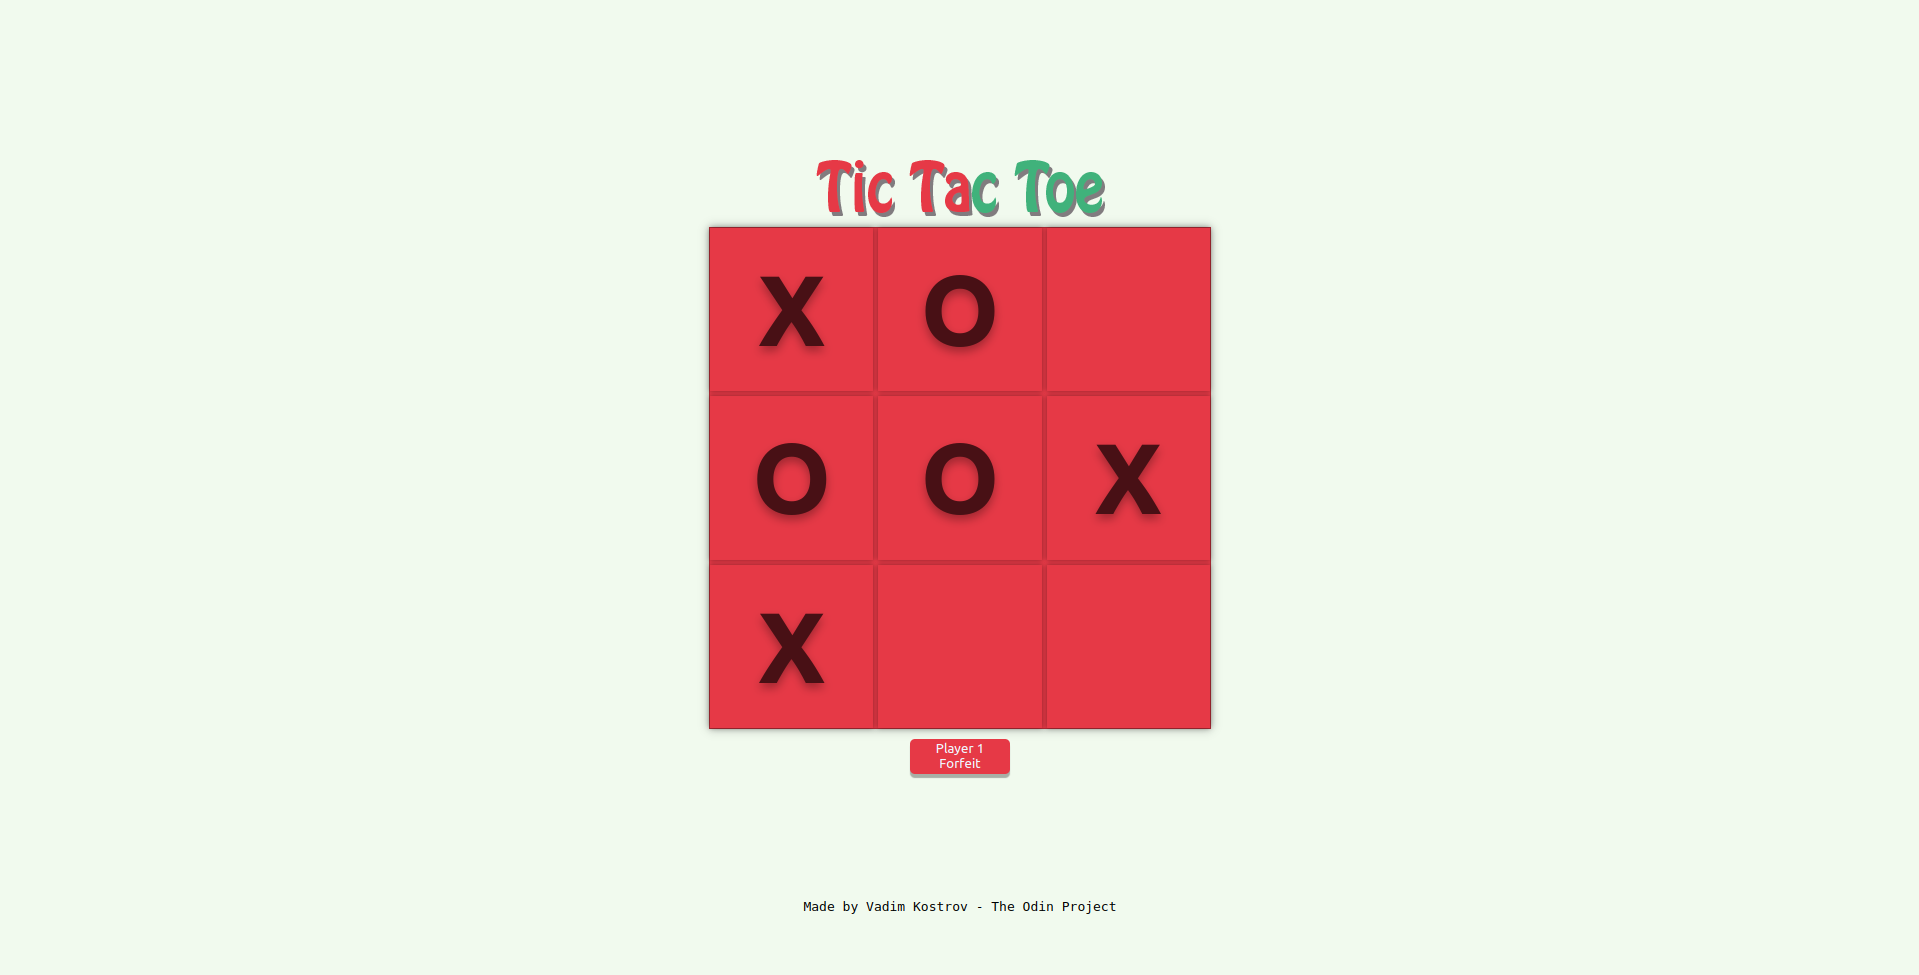 Tic Tac Toe
X O
O O X
X
Player 1
Forfeit
Made by Vadim Kostrov - The Odin Project